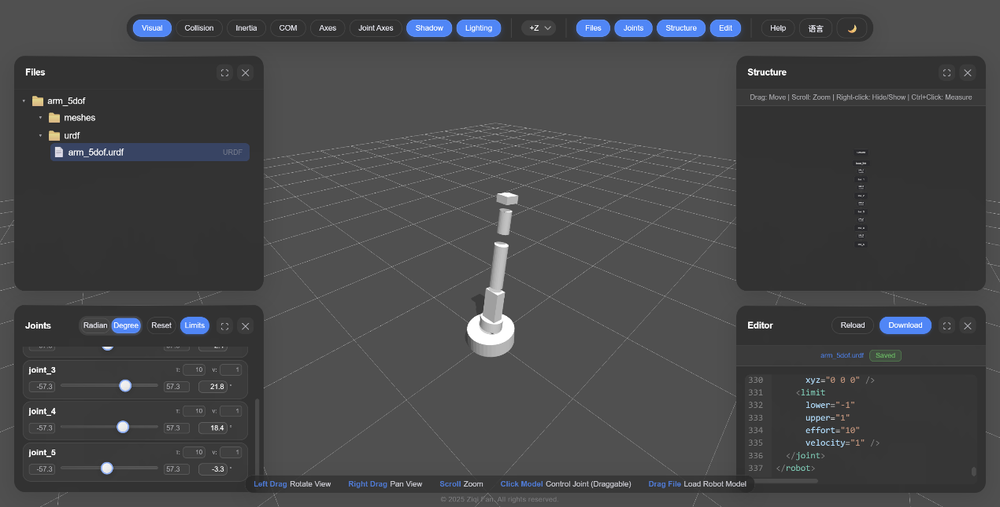 Visual Collision Inertia COM Axes Joint Axes Shadow Lighting +Z Files Joints Structure Edit Help 语言
Files
arm_5dof
meshes
urdf
arm_5dof.urdf URDF
Structure
Drag: Move | Scroll: Zoom | Right-click: Hide/Show | Ctrl+Click: Measure
Joints Radian Degree Reset Limits
joint_3 T: 10 V: 1
-57.3 57.3 21.8 °
joint_4 T: 10 V: 1
-57.3 57.3 18.4 °
joint_5 T: 10 V: 1
-57.3 57.3 -3.3 °
Editor Reload Download
arm_5dof.urdf Saved
330 xyz="0 0 0" />
331 <limit
332 lower="-1"
333 upper="1"
334 effort="10"
335 velocity="1" />
336 </joint>
337 </robot>
Left Drag Rotate View Right Drag Pan View Scroll Zoom Click Model Control Joint (Draggable) Drag File Load Robot Model
© 2025 Ziqi Fan. All rights reserved.